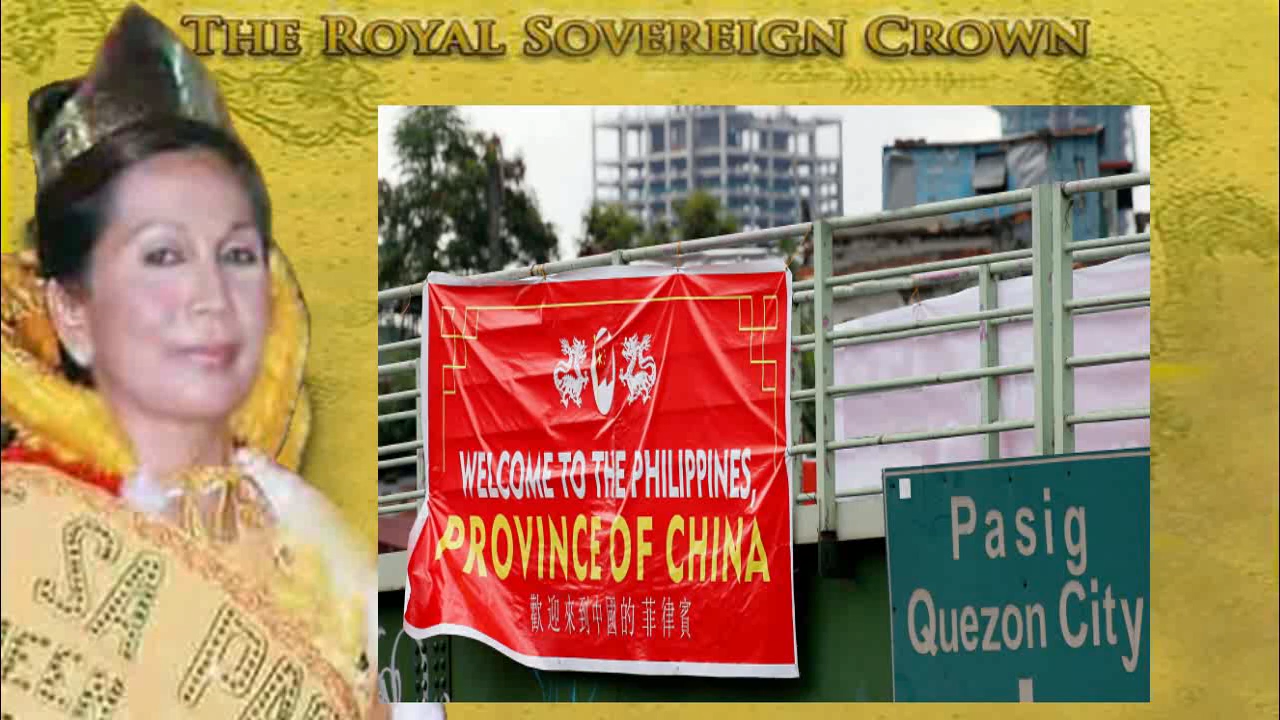 THE ROYAL SOVEREIGN CROWN
WELCOME TO THE PHILIPPINES,
PROVINCE OF CHINA
歡迎來到中國的菲律賓
Pasig
Quezon City
SA